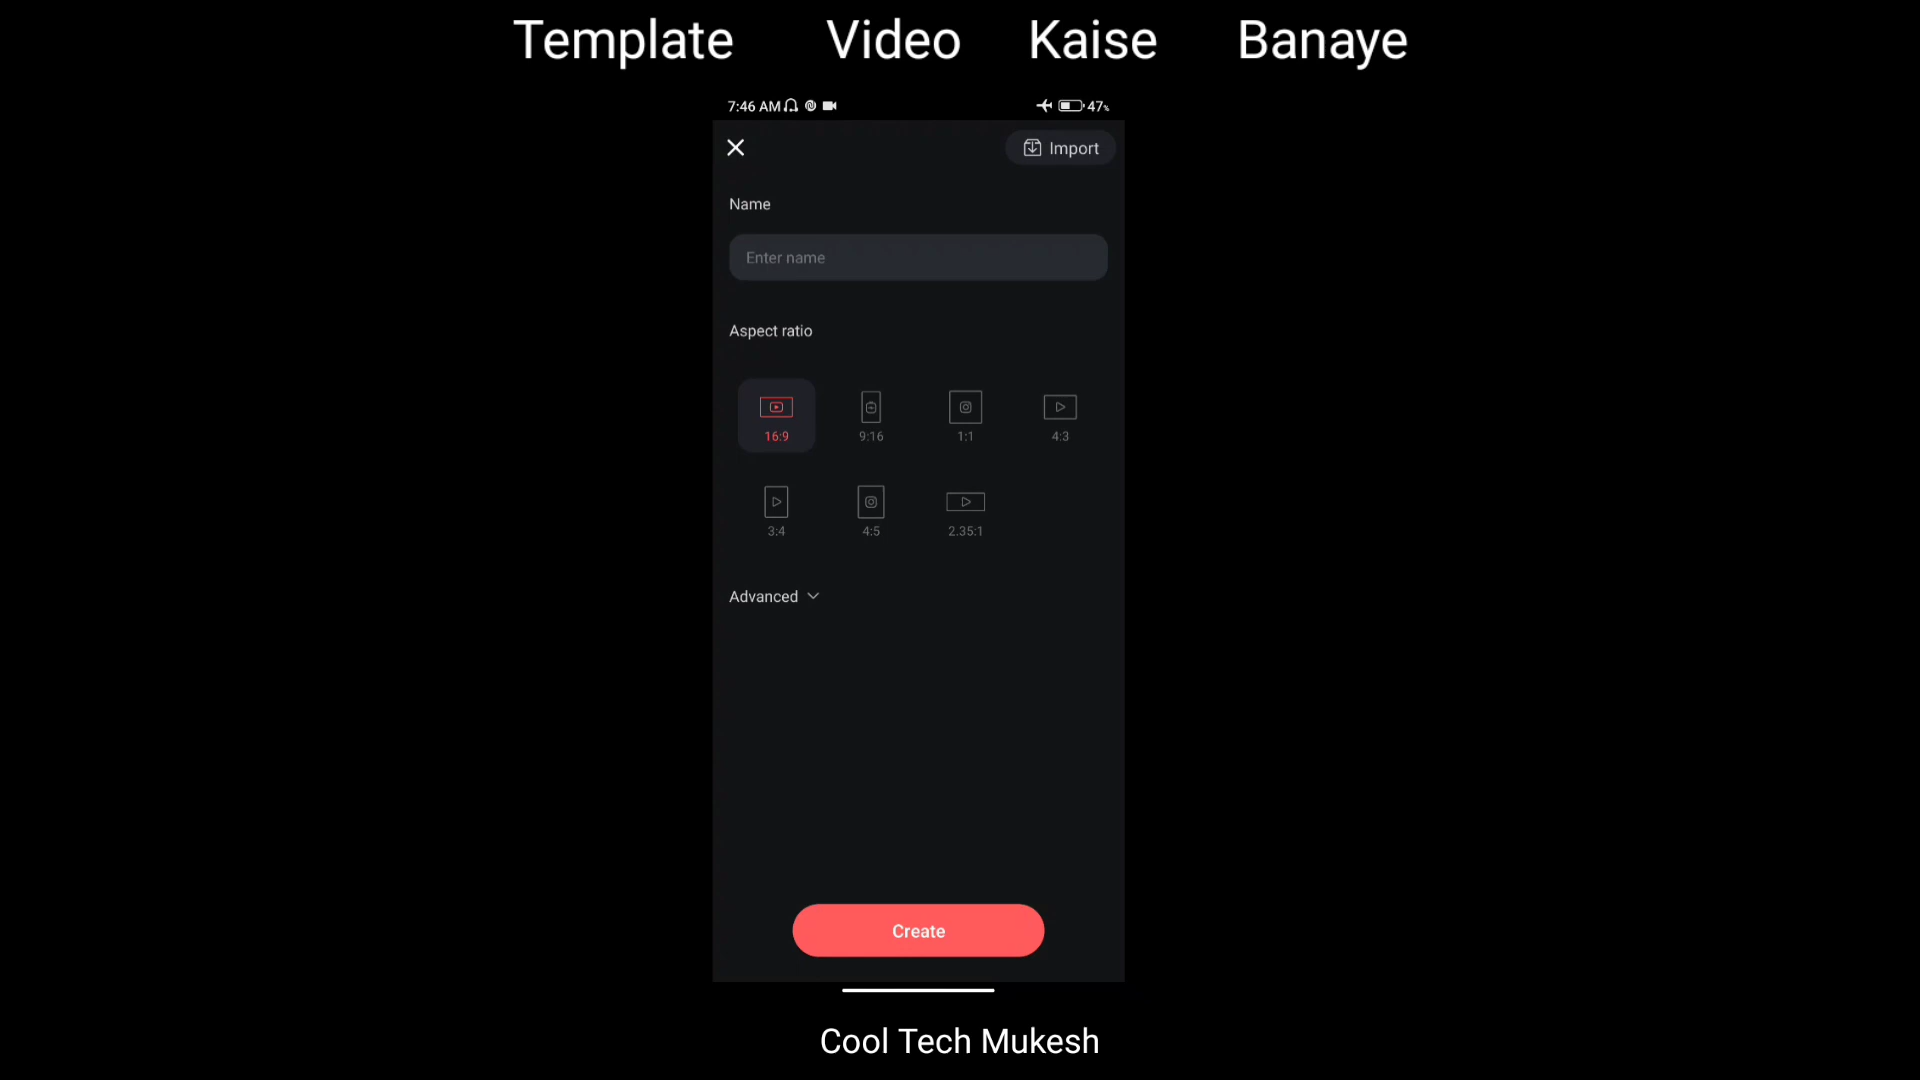 Template Video Kaise Banaye
7:46 AM 47%
Import
Name
Enter name
Aspect ratio
16:9 9:16 1:1 4:3
3:4 4:5 2.35:1
Advanced
Create
Cool Tech Mukesh